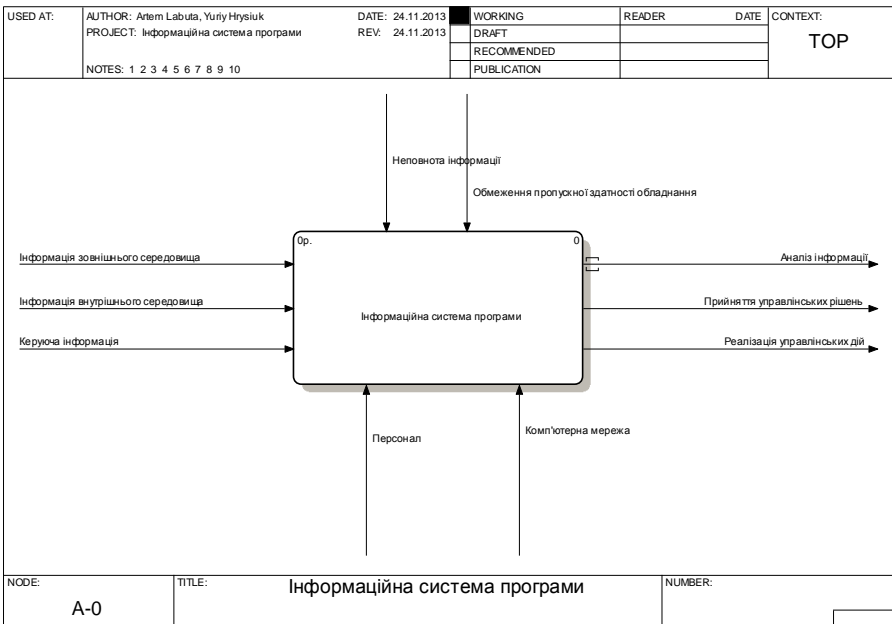 USED AT:
AUTHOR: Artem Labuta, Yuriy Hrysiuk
DATE: 24.11.2013
WORKING
READER
DATE
CONTEXT:
PROJECT: Інформаційна система програми
REV: 24.11.2013
DRAFT
TOP
RECOMMENDED
NOTES: 1 2 3 4 5 6 7 8 9 10
PUBLICATION
Неповнота інформації
Обмеження пропускної здатності обладнання
0р.
0
Інформація зовнішнього середовища
Аналіз інформації
Інформація внутрішнього середовища
Прийняття управлінських рішень
Інформаційна система програми
Керуюча інформація
Реалізація управлінських дій
Персонал
Комп'ютерна мережа
NODE:
TITLE:
Інформаційна система програми
NUMBER:
A-0